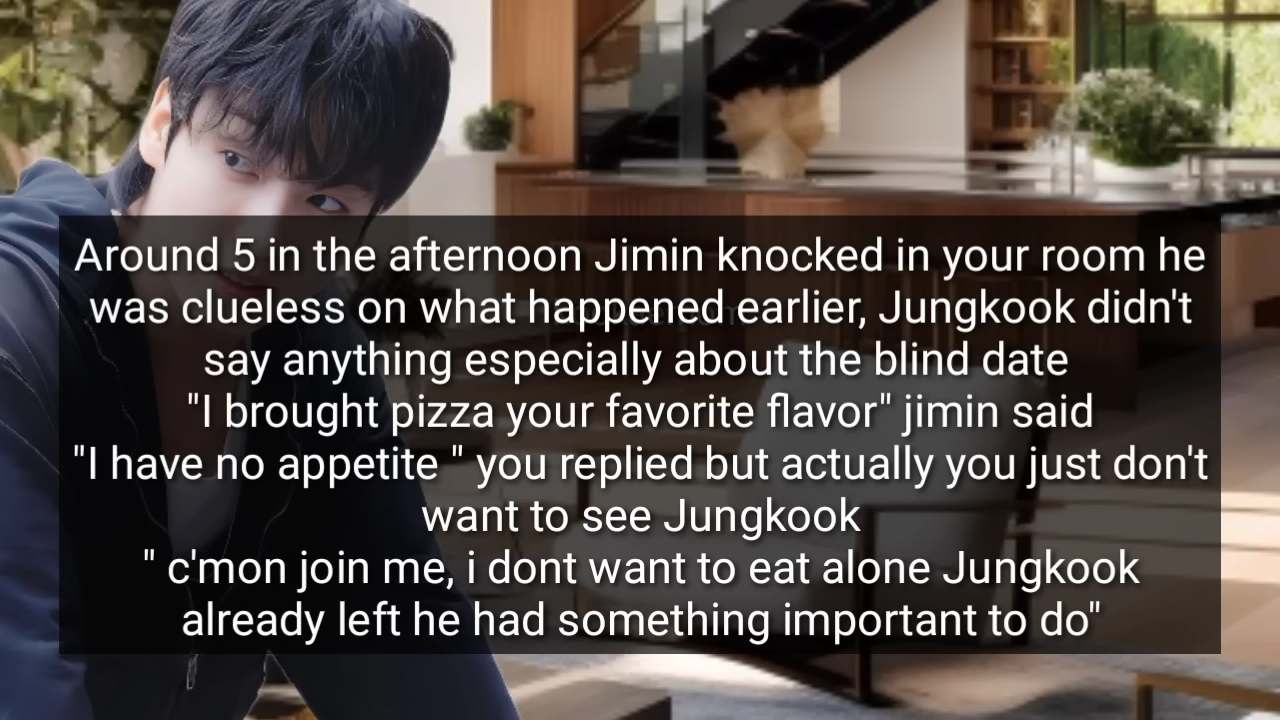 Around 5 in the afternoon Jimin knocked in your room he
was clueless on what happened earlier, Jungkook didn't
say anything especially about the blind date
"I brought pizza your favorite flavor" jimin said
"I have no appetite " you replied but actually you just don't
want to see Jungkook
" c'mon join me, i dont want to eat alone Jungkook
already left he had something important to do"